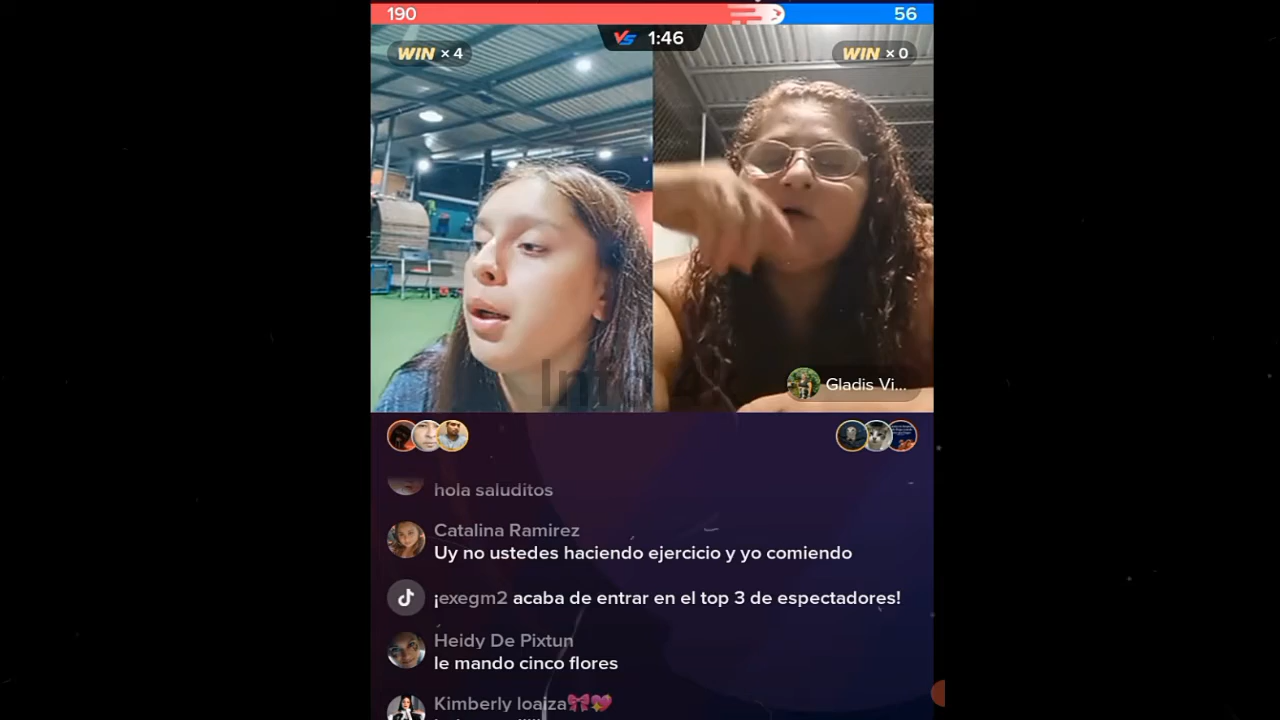 190
56
VS 1:46
WIN × 4
WIN × 0
Gladis Vi...
hola saluditos
Catalina Ramirez
Uy no ustedes haciendo ejercicio y yo comiendo
¡exegm2 acaba de entrar en el top 3 de espectadores!
Heidy De Pixtun
le mando cinco flores
Kimberly loaiza🎀💖